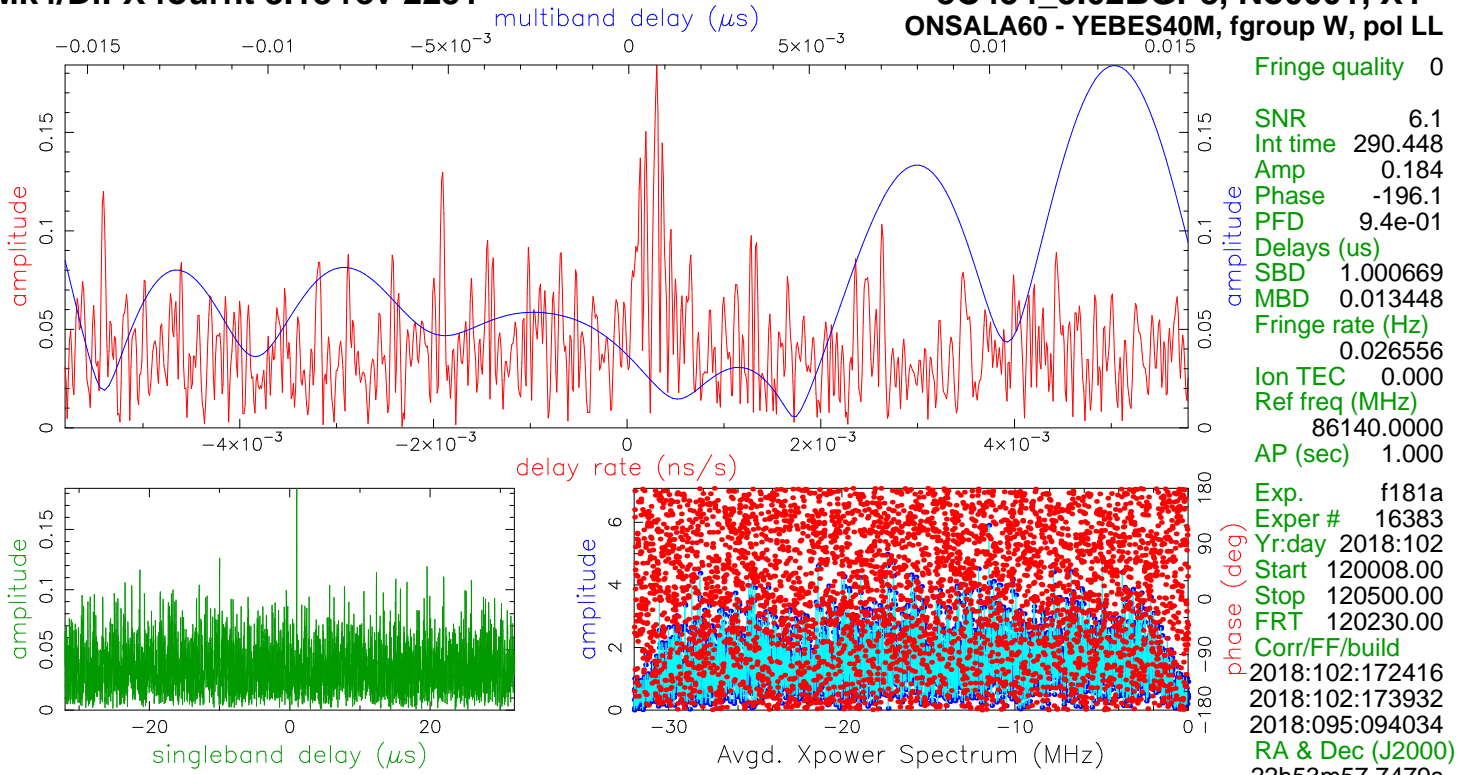 multiband delay (μs)
ONSALA60 - YEBES40M, fgroup W, pol LL
−0.015 −0.01 −5×10⁻³ 0 5×10⁻³ 0.01 0.015
amplitude
0 0.05 0.1 0.15
amplitude
0 0.05 0.1 0.15
−4×10⁻³ −2×10⁻³ 0 2×10⁻³ 4×10⁻³
delay rate (ns/s)
Fringe quality 0
SNR 6.1
Int time 290.448
Amp 0.184
Phase -196.1
PFD 9.4e-01
Delays (us)
SBD 1.000669
MBD 0.013448
Fringe rate (Hz)
0.026556
Ion TEC 0.000
Ref freq (MHz)
86140.0000
AP (sec) 1.000
Exp. f181a
Exper # 16383
Yr:day 2018:102
Start 120008.00
Stop 120500.00
FRT 120230.00
Corr/FF/build
2018:102:172416
2018:102:173932
2018:095:094034
RA & Dec (J2000)
amplitude
0 0.05 0.1 0.15
−20 0 20
singleband delay (μs)
amplitude
0 2 4 6
−30 −20 −10 0
Avgd. Xpower Spectrum (MHz)
phase (deg)
−180 −90 0 90 180